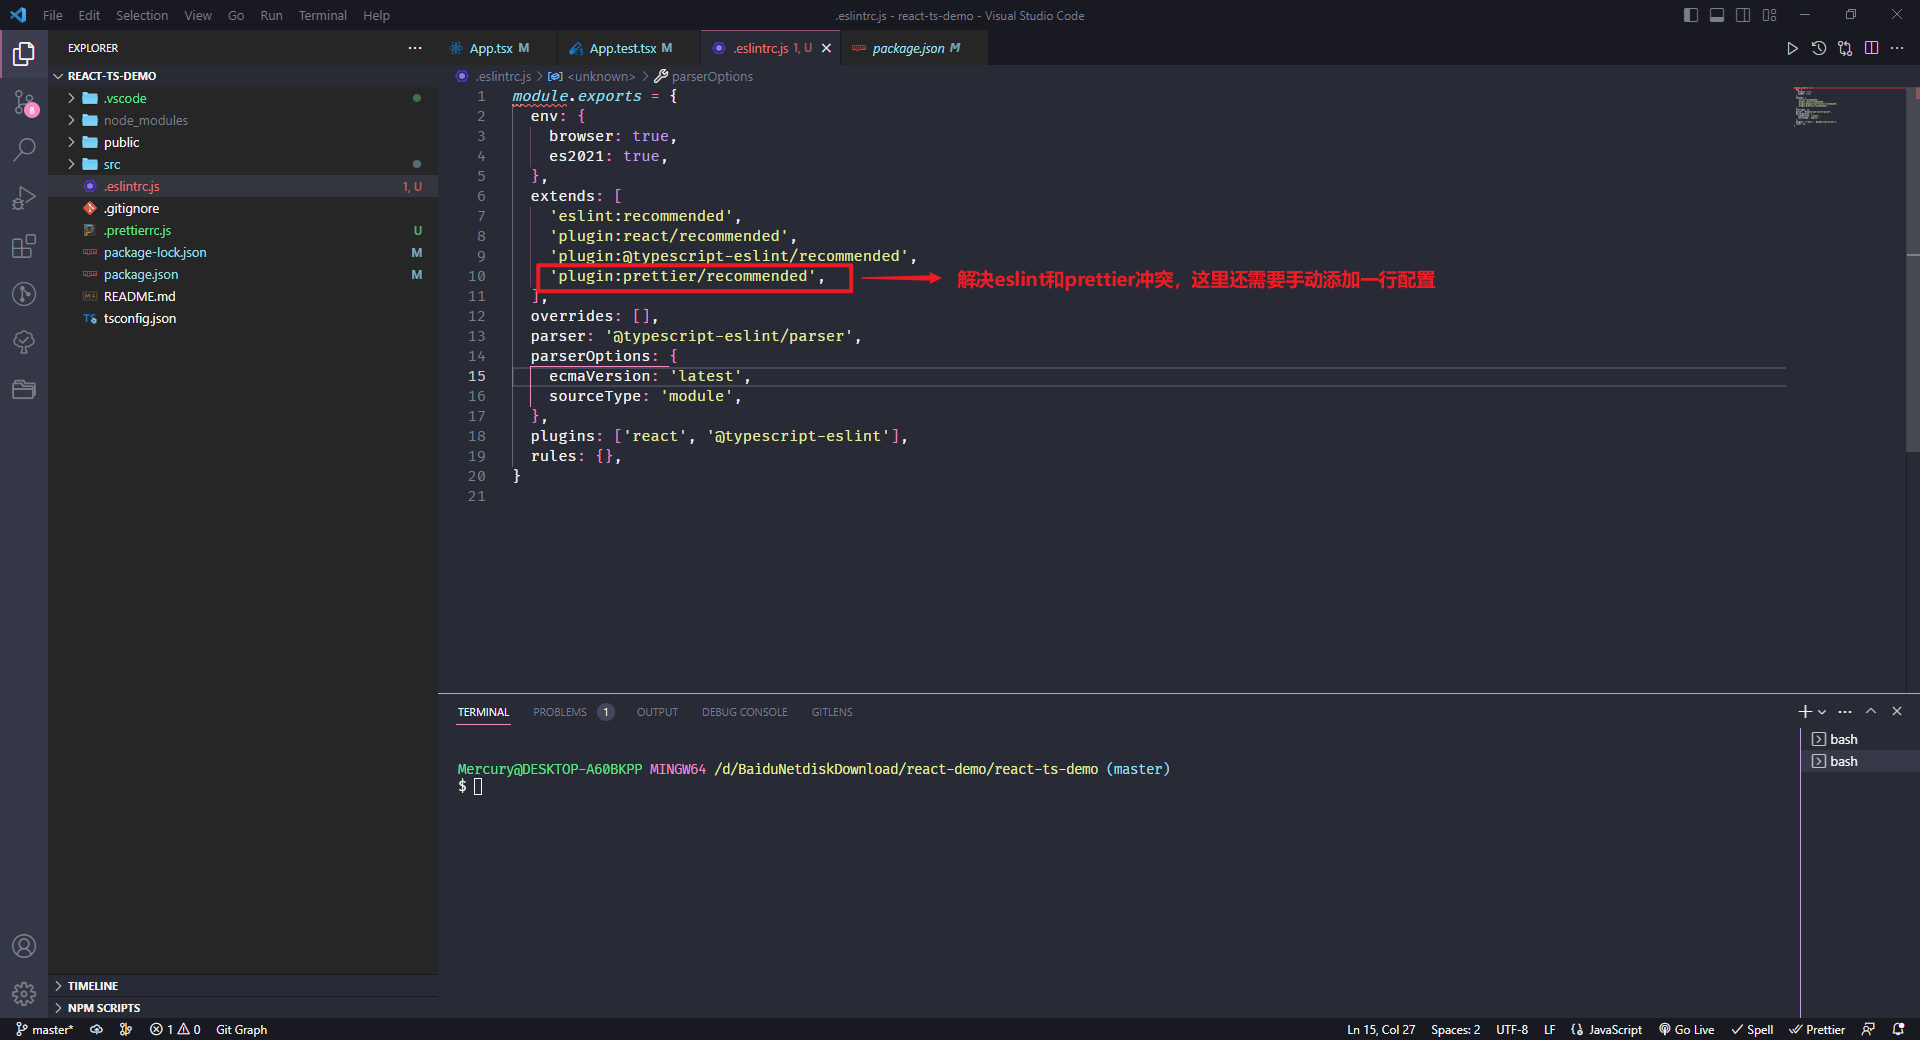 File Edit Selection View Go Run Terminal Help
.eslintrc.js - react-ts-demo - Visual Studio Code
EXPLORER
REACT-TS-DEMO
.vscode
node_modules
public
src
.eslintrc.js 1, U
.gitignore
.prettierrc.js U
package-lock.json M
package.json M
README.md
TS tsconfig.json
TIMELINE
NPM SCRIPTS
8
App.tsx M
App.test.tsx M
.eslintrc.js 1, U
package.json M
.eslintrc.js > <unknown> > parserOptions
1 module.exports = {
2 env: {
3 browser: true,
4 es2021: true,
5 },
6 extends: [
7 'eslint:recommended',
8 'plugin:react/recommended',
9 'plugin:@typescript-eslint/recommended',
10 'plugin:prettier/recommended',
解决eslint和prettier冲突，这里还需要手动添加一行配置
11 ],
12 overrides: [],
13 parser: '@typescript-eslint/parser',
14 parserOptions: {
15 ecmaVersion: 'latest',
16 sourceType: 'module',
17 },
18 plugins: ['react', '@typescript-eslint'],
19 rules: {},
20 }
21
TERMINAL PROBLEMS 1 OUTPUT DEBUG CONSOLE GITLENS
Mercury@DESKTOP-A60BKPP MINGW64 /d/BaiduNetdiskDownload/react-demo/react-ts-demo (master)
$
bash
bash
master* 1 0 Git Graph
Ln 15, Col 27 Spaces: 2 UTF-8 LF JavaScript Go Live Spell Prettier